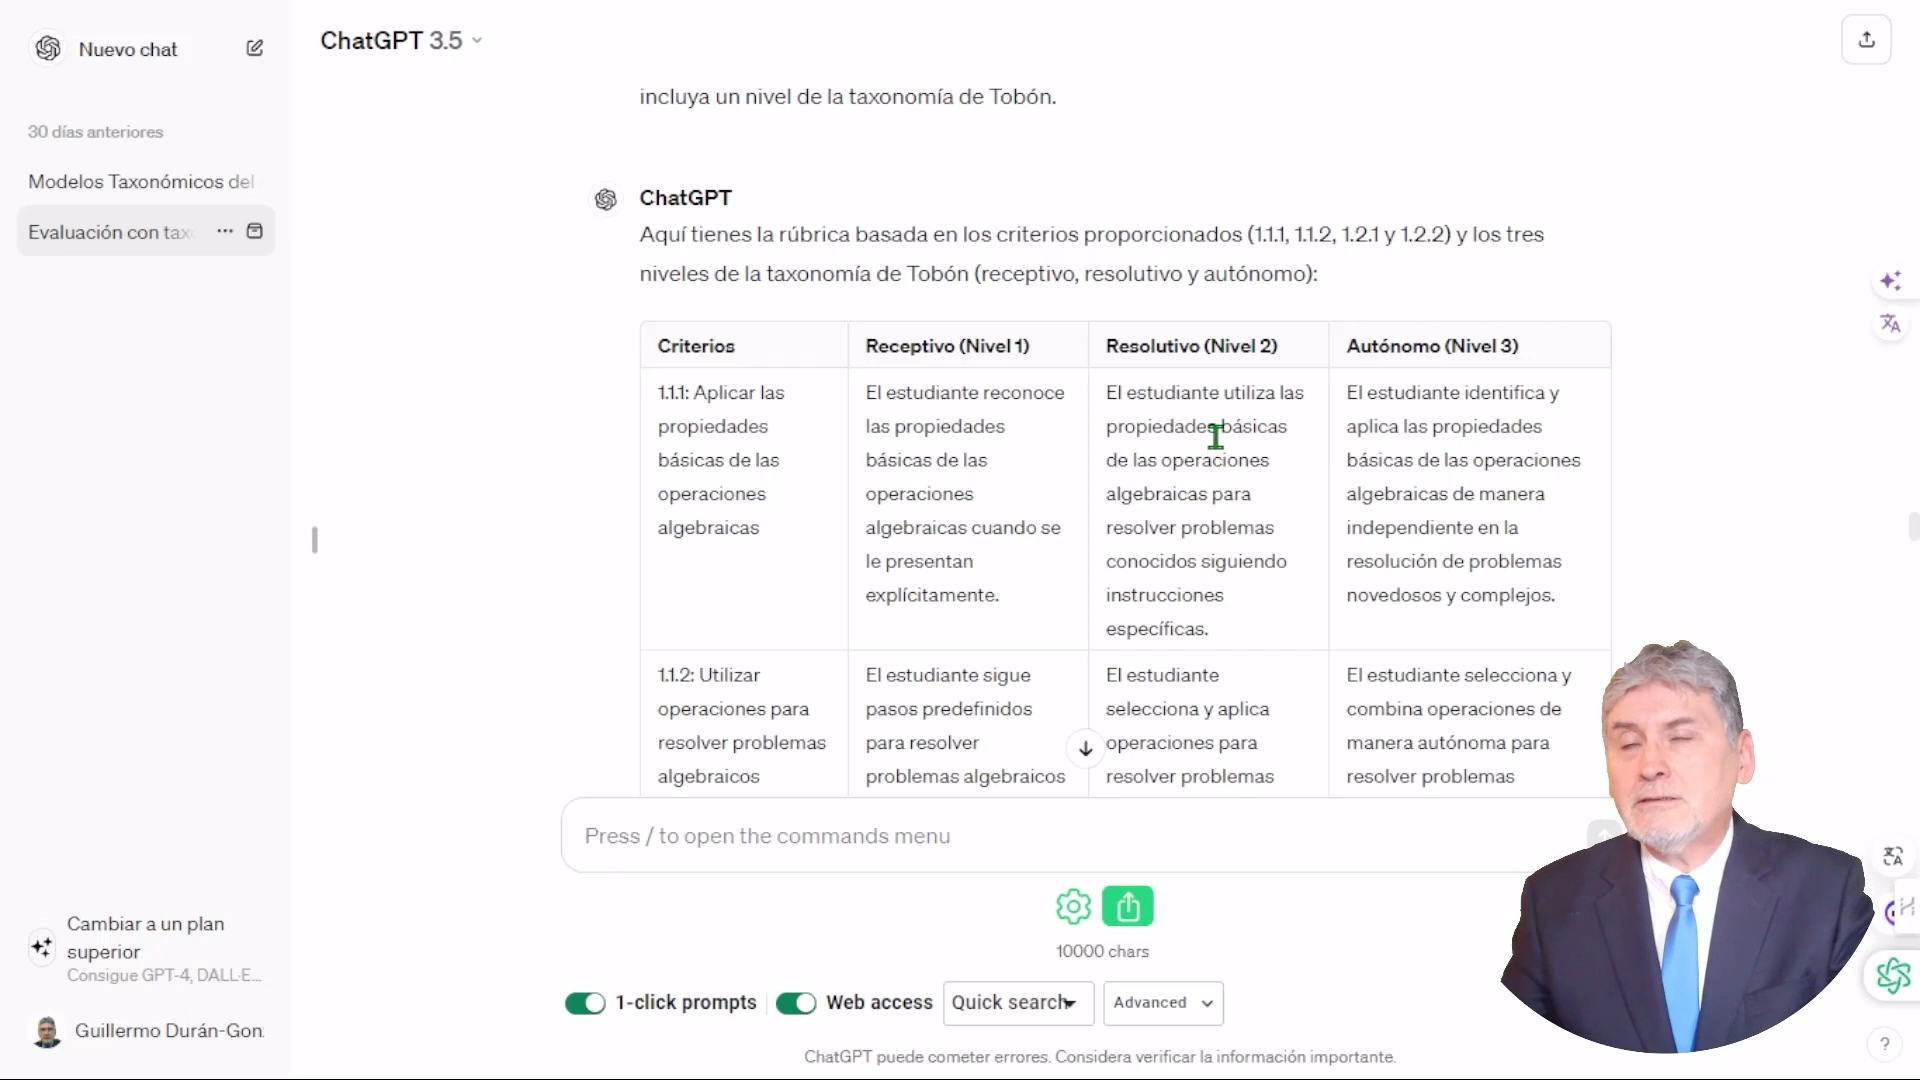 Nuevo chat
ChatGPT 3.5
30 días anteriores
Modelos Taxonómicos del
Evaluación con tax
incluya un nivel de la taxonomía de Tobón.
ChatGPT
Aquí tienes la rúbrica basada en los criterios proporcionados (1.1.1, 1.1.2, 1.2.1 y 1.2.2) y los tres
niveles de la taxonomía de Tobón (receptivo, resolutivo y autónomo):
Criterios
Receptivo (Nivel 1)
Resolutivo (Nivel 2)
Autónomo (Nivel 3)
1.1.1: Aplicar las
propiedades
básicas de las
operaciones
algebraicas
El estudiante reconoce
las propiedades
básicas de las
operaciones
algebraicas cuando se
le presentan
explícitamente.
El estudiante utiliza las
propiedades básicas
de las operaciones
algebraicas para
resolver problemas
conocidos siguiendo
instrucciones
específicas.
El estudiante identifica y
aplica las propiedades
básicas de las operaciones
algebraicas de manera
independiente en la
resolución de problemas
novedosos y complejos.
1.1.2: Utilizar
operaciones para
resolver problemas
algebraicos
El estudiante sigue
pasos predefinidos
para resolver
problemas algebraicos
El estudiante
selecciona y aplica
operaciones para
resolver problemas
El estudiante selecciona y
combina operaciones de
manera autónoma para
resolver problemas
Press / to open the commands menu
10000 chars
1-click prompts
Web access
Quick search
Advanced
ChatGPT puede cometer errores. Considera verificar la información importante.
Cambiar a un plan
superior
Consigue GPT-4, DALL·E...
Guillermo Durán-Gon
?